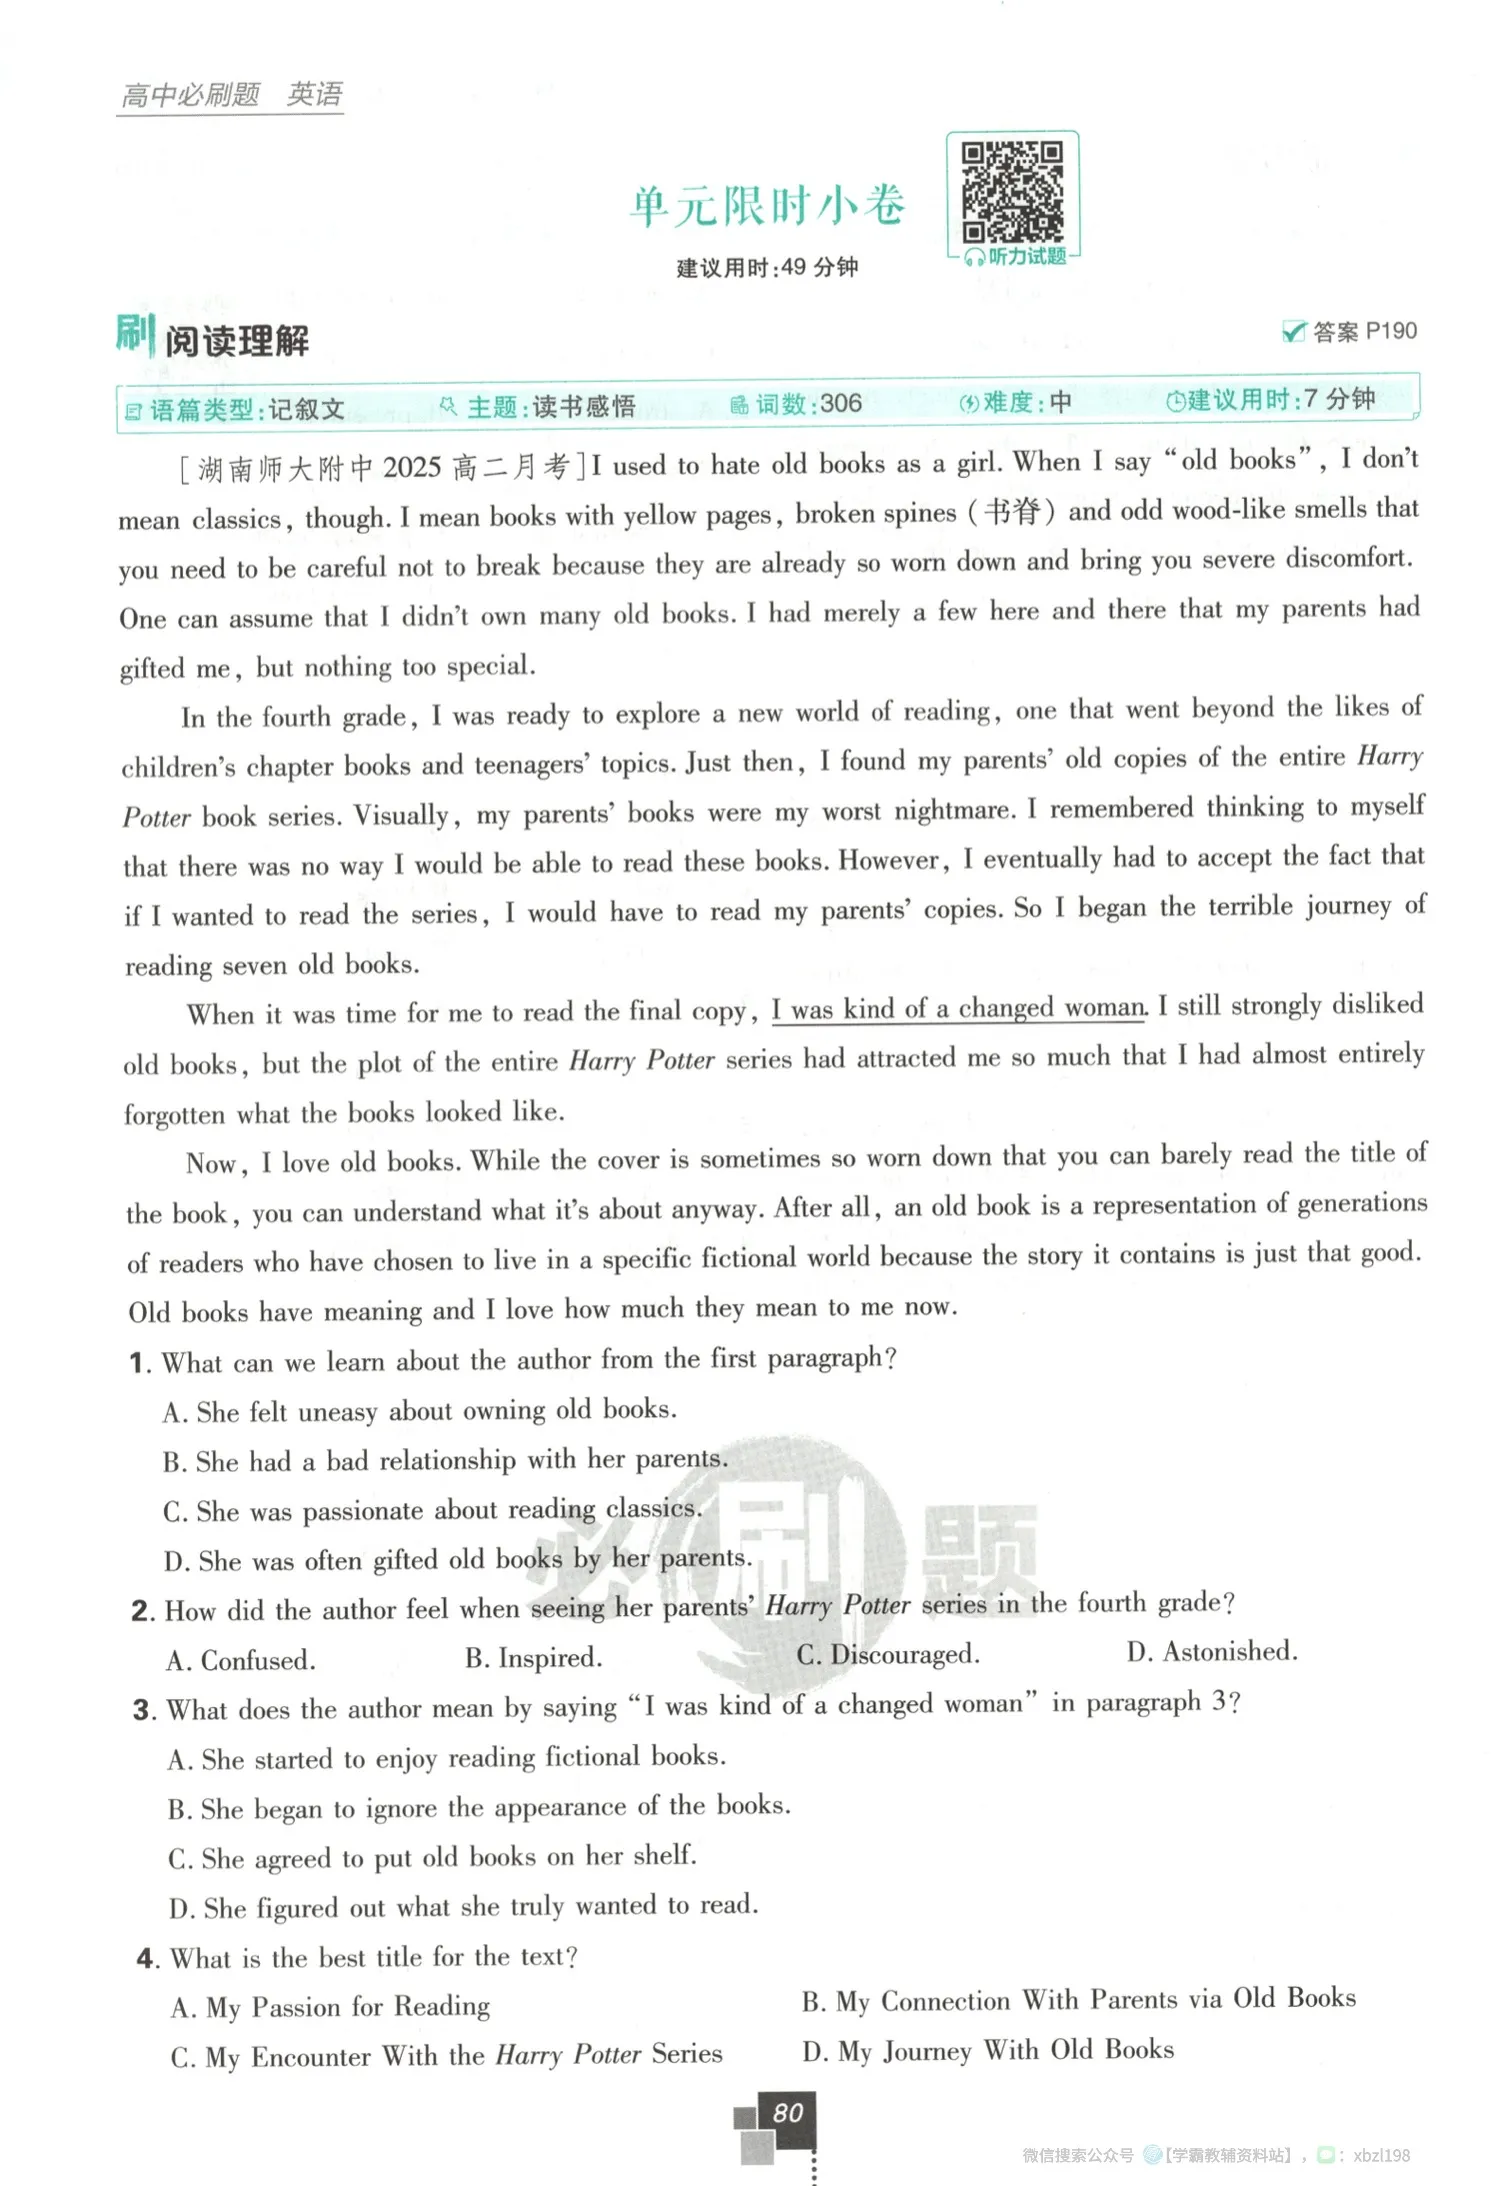 高中必刷题 英语
单元限时小卷
建议用时:49分钟
听力试题
刷 阅读理解
答案 P190
语篇类型:记叙文 主题:读书感悟 词数:306 难度:中 建议用时:7分钟
[湖南师大附中2025高二月考]I used to hate old books as a girl. When I say “old books”, I don’t
mean classics, though. I mean books with yellow pages, broken spines (书脊) and odd wood-like smells that
you need to be careful not to break because they are already so worn down and bring you severe discomfort.
One can assume that I didn’t own many old books. I had merely a few here and there that my parents had
gifted me, but nothing too special.
In the fourth grade, I was ready to explore a new world of reading, one that went beyond the likes of
children’s chapter books and teenagers’ topics. Just then, I found my parents’ old copies of the entire Harry
Potter book series. Visually, my parents’ books were my worst nightmare. I remembered thinking to myself
that there was no way I would be able to read these books. However, I eventually had to accept the fact that
if I wanted to read the series, I would have to read my parents’ copies. So I began the terrible journey of
reading seven old books.
When it was time for me to read the final copy, I was kind of a changed woman. I still strongly disliked
old books, but the plot of the entire Harry Potter series had attracted me so much that I had almost entirely
forgotten what the books looked like.
Now, I love old books. While the cover is sometimes so worn down that you can barely read the title of
the book, you can understand what it’s about anyway. After all, an old book is a representation of generations
of readers who have chosen to live in a specific fictional world because the story it contains is just that good.
Old books have meaning and I love how much they mean to me now.
1. What can we learn about the author from the first paragraph?
A. She felt uneasy about owning old books.
B. She had a bad relationship with her parents.
C. She was passionate about reading classics.
D. She was often gifted old books by her parents.
必刷题
2. How did the author feel when seeing her parents’ Harry Potter series in the fourth grade?
A. Confused. B. Inspired. C. Discouraged. D. Astonished.
3. What does the author mean by saying “I was kind of a changed woman” in paragraph 3?
A. She started to enjoy reading fictional books.
B. She began to ignore the appearance of the books.
C. She agreed to put old books on her shelf.
D. She figured out what she truly wanted to read.
4. What is the best title for the text?
A. My Passion for Reading B. My Connection With Parents via Old Books
C. My Encounter With the Harry Potter Series D. My Journey With Old Books
80
微信搜索公众号【学霸教辅资料站】,：xbzl198